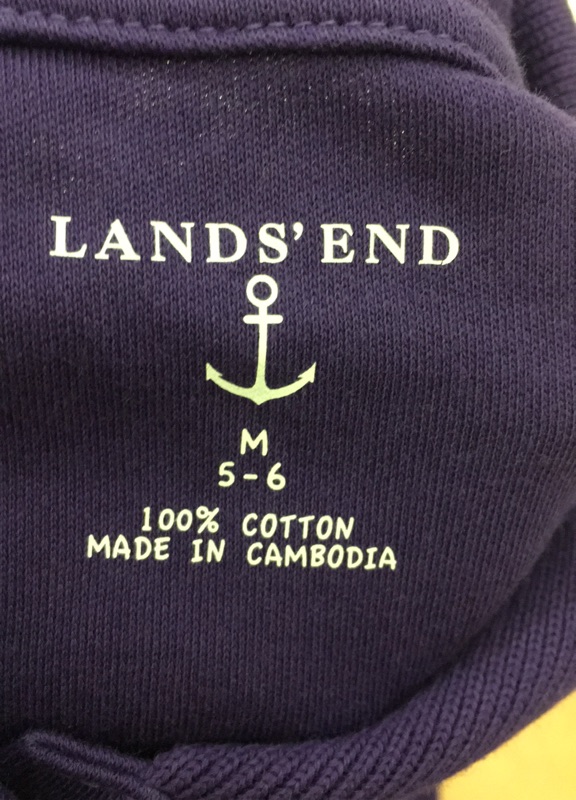 LANDS' END
M
5-6
100% COTTON
MADE IN CAMBODIA